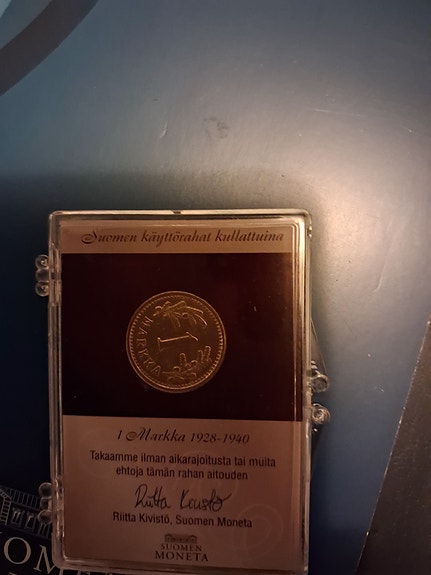 Suomen käyttörahat kullattuina
1
MARKKA
1 Markka 1928-1940
Takaamme ilman aikarajoitusta tai muita
ehtoja tämän rahan aitouden
Riitta Kivistö
Riitta Kivistö, Suomen Moneta
SUOMEN
MONETA